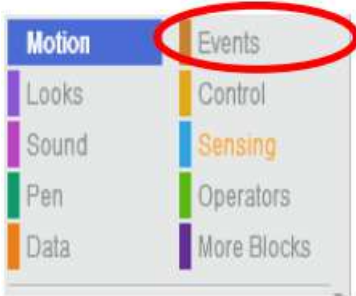 Motion Events
Looks Control
Sound Sensing
Pen Operators
Data More Blocks